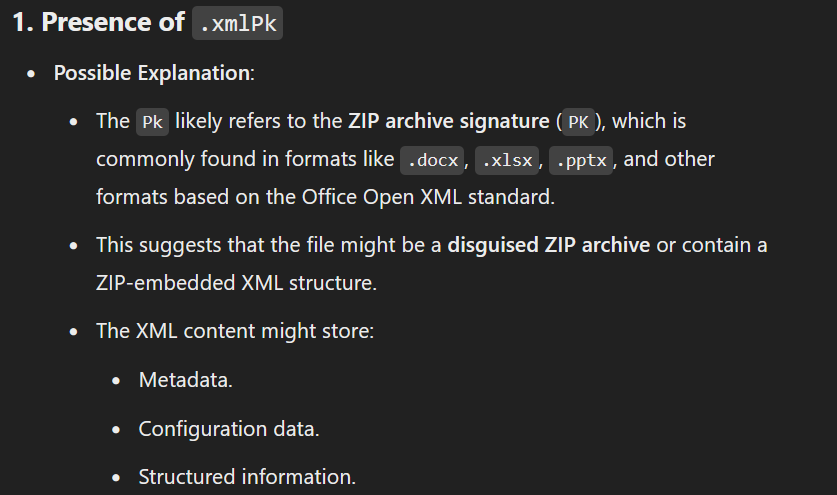 1. Presence of .xmlPk
• Possible Explanation:
• The Pk likely refers to the ZIP archive signature (PK), which is
commonly found in formats like .docx, .xlsx, .pptx, and other
formats based on the Office Open XML standard.
• This suggests that the file might be a disguised ZIP archive or contain a
ZIP-embedded XML structure.
• The XML content might store:
• Metadata.
• Configuration data.
• Structured information.